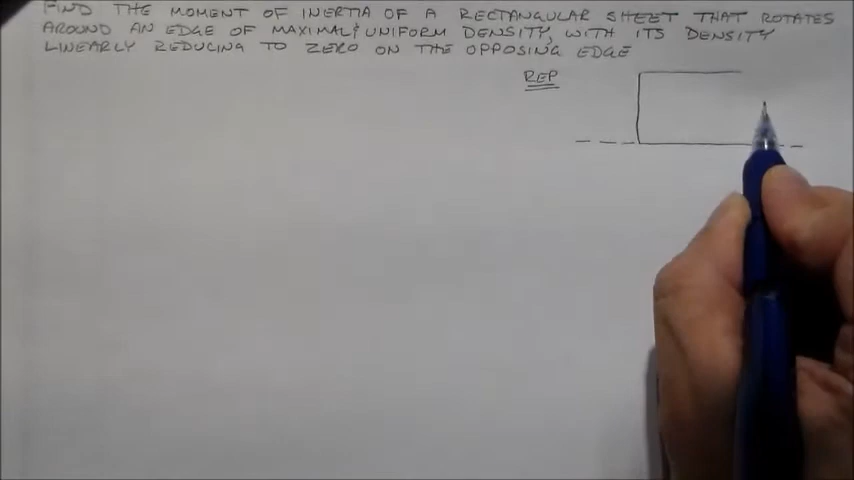 FIND THE MOMENT OF INERTIA OF A RECTANGULAR SHEET THAT ROTATES
AROUND AN EDGE OF MAXIMAL & UNIFORM DENSITY, WITH ITS DENSITY
LINEARLY REDUCING TO ZERO ON THE OPPOSING EDGE
REP